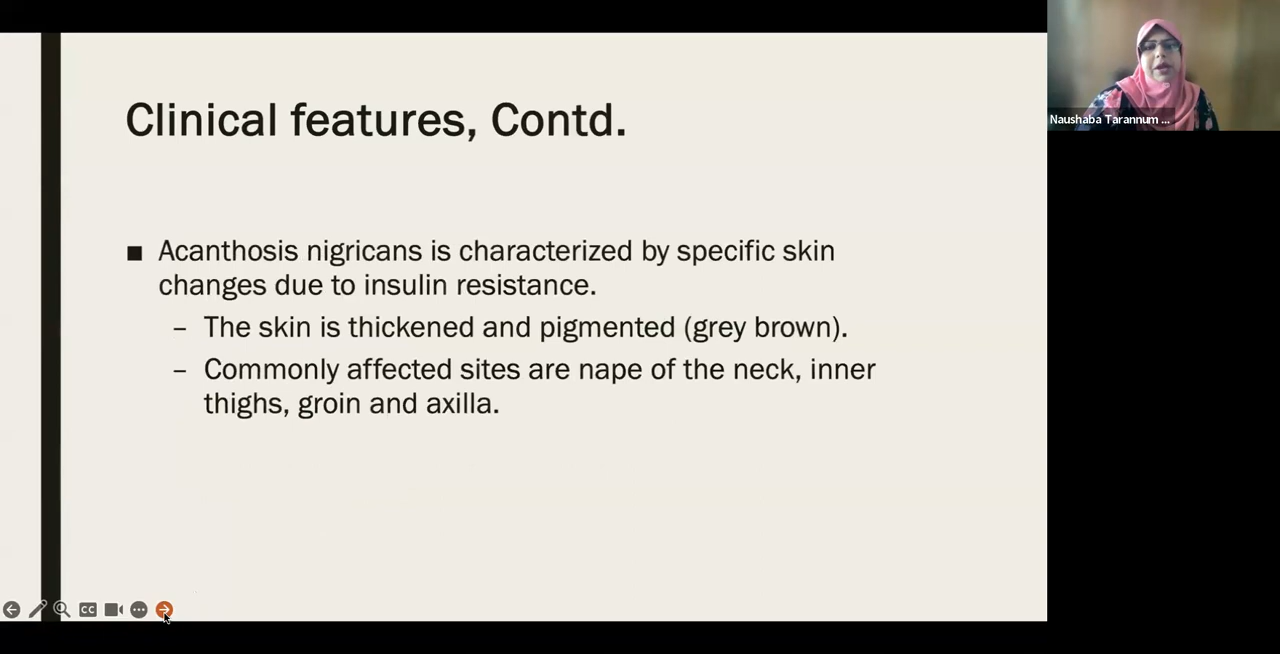 Clinical features, Contd.
■ Acanthosis nigricans is characterized by specific skin
changes due to insulin resistance.
– The skin is thickened and pigmented (grey brown).
– Commonly affected sites are nape of the neck, inner
thighs, groin and axilla.
Naushaba Tarannum ...
CC